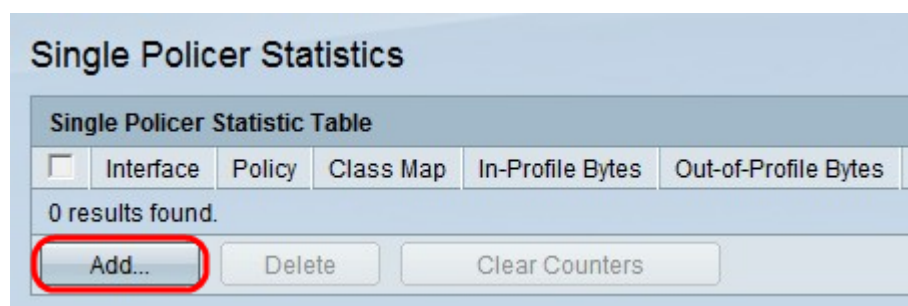 Single Policer Statistics
Single Policer Statistic Table
Interface Policy Class Map In-Profile Bytes Out-of-Profile Bytes
0 results found.
Add... Delete Clear Counters